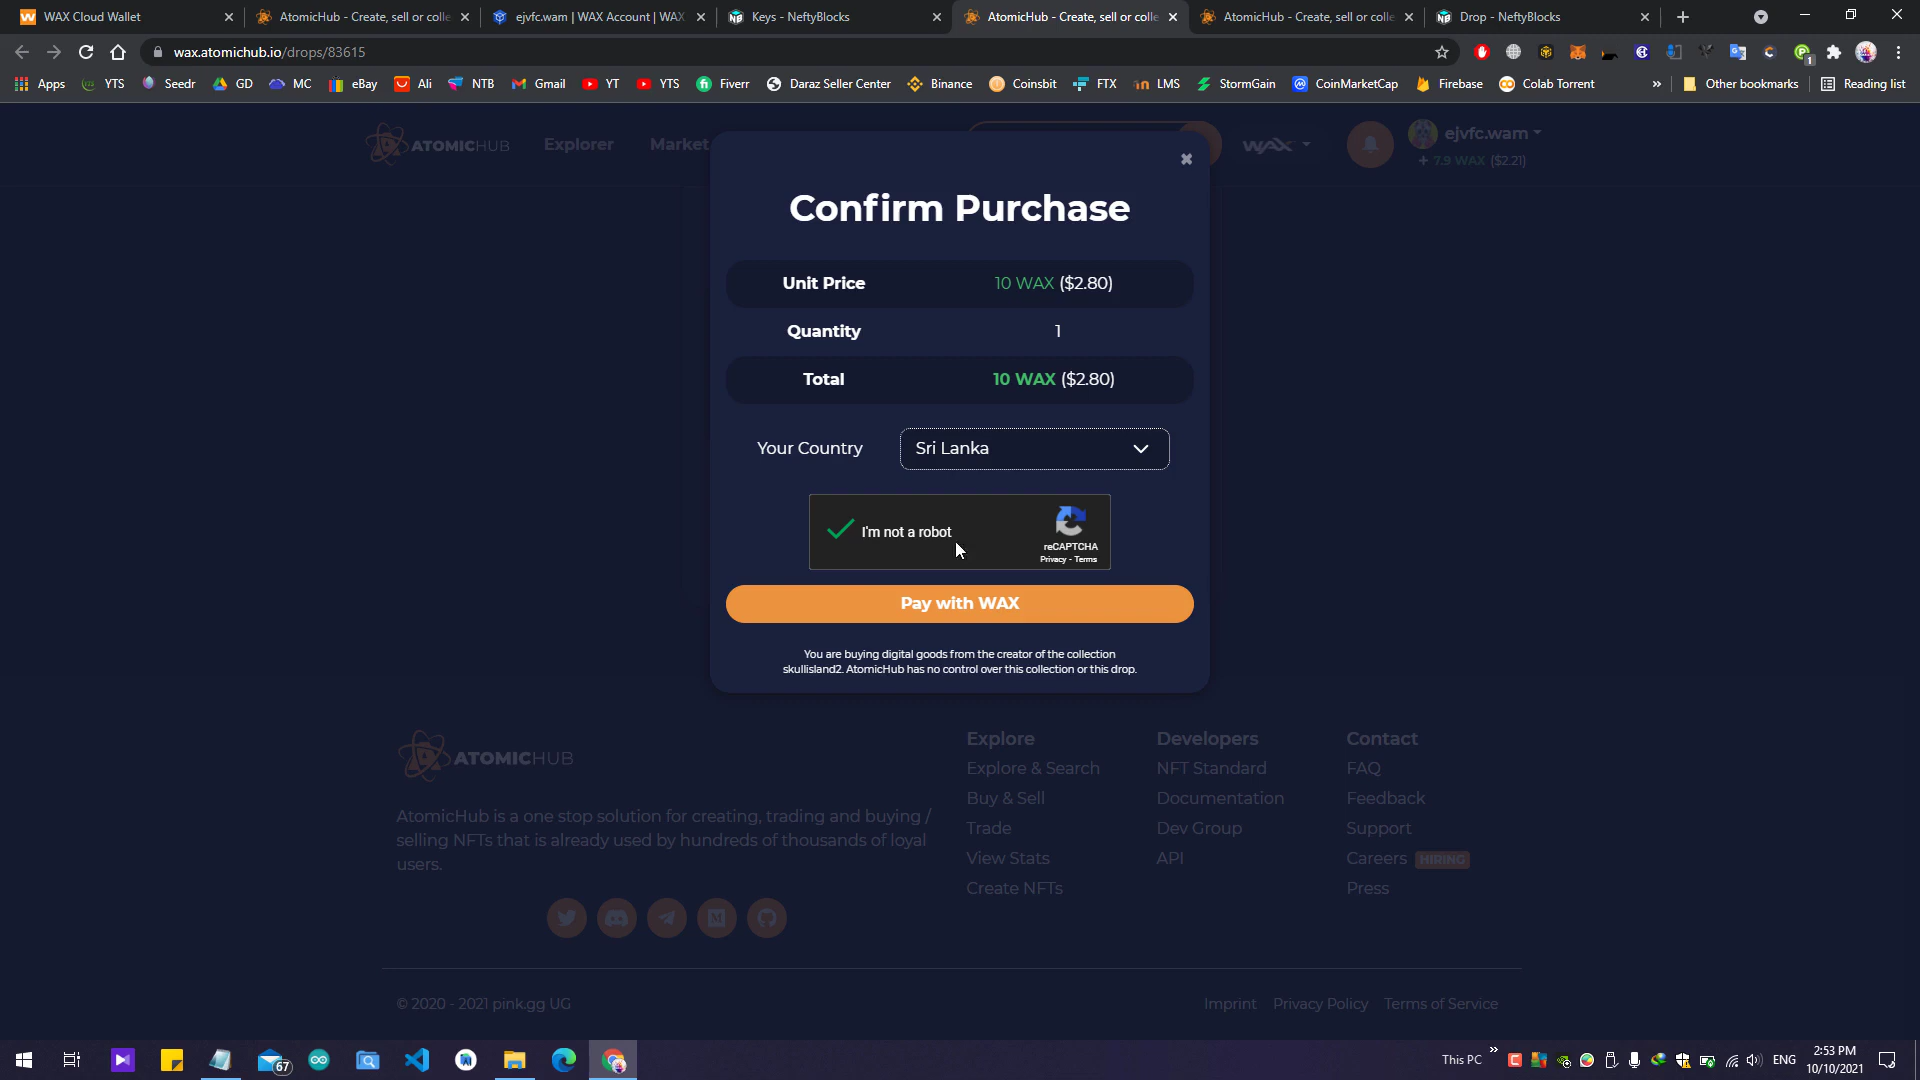 WAX Cloud Wallet
AtomicHub - Create, sell or colle
ejvfc.wam | WAX Account | WAX
Keys - NeftyBlocks
AtomicHub - Create, sell or colle
AtomicHub - Create, sell or colle
Drop - NeftyBlocks
wax.atomichub.io/drops/83615
1
Apps
YTS
Seedr
GD
MC
eBay
Ali
NTB
Gmail
YT
YTS
Fiverr
Daraz Seller Center
Binance
Coinsbit
FTX
LMS
StormGain
CoinMarketCap
Firebase
Colab Torrent
»
Other bookmarks
Reading list
ATOMICHUB
Explorer
Market
WAX
ejvfc.wam
+ 7.9 WAX ($2.21)
Confirm Purchase
Unit Price 10 WAX ($2.80)
Quantity 1
Total 10 WAX ($2.80)
Your Country Sri Lanka
I'm not a robot
reCAPTCHA
Privacy - Terms
Pay with WAX
You are buying digital goods from the creator of the collection
skullisland2. AtomicHub has no control over this collection or this drop.
ATOMICHUB
AtomicHub is a one stop solution for creating, trading and buying /
selling NFTs that is already used by hundreds of thousands of loyal
users.
Explore
Explore & Search
Buy & Sell
Trade
View Stats
Create NFTs
Developers
NFT Standard
Documentation
Dev Group
API
Contact
FAQ
Feedback
Support
Careers HIRING
Press
© 2020 - 2021 pink.gg UG
Imprint Privacy Policy Terms of Service
67
This PC
»
ENG
2:53 PM
10/10/2021